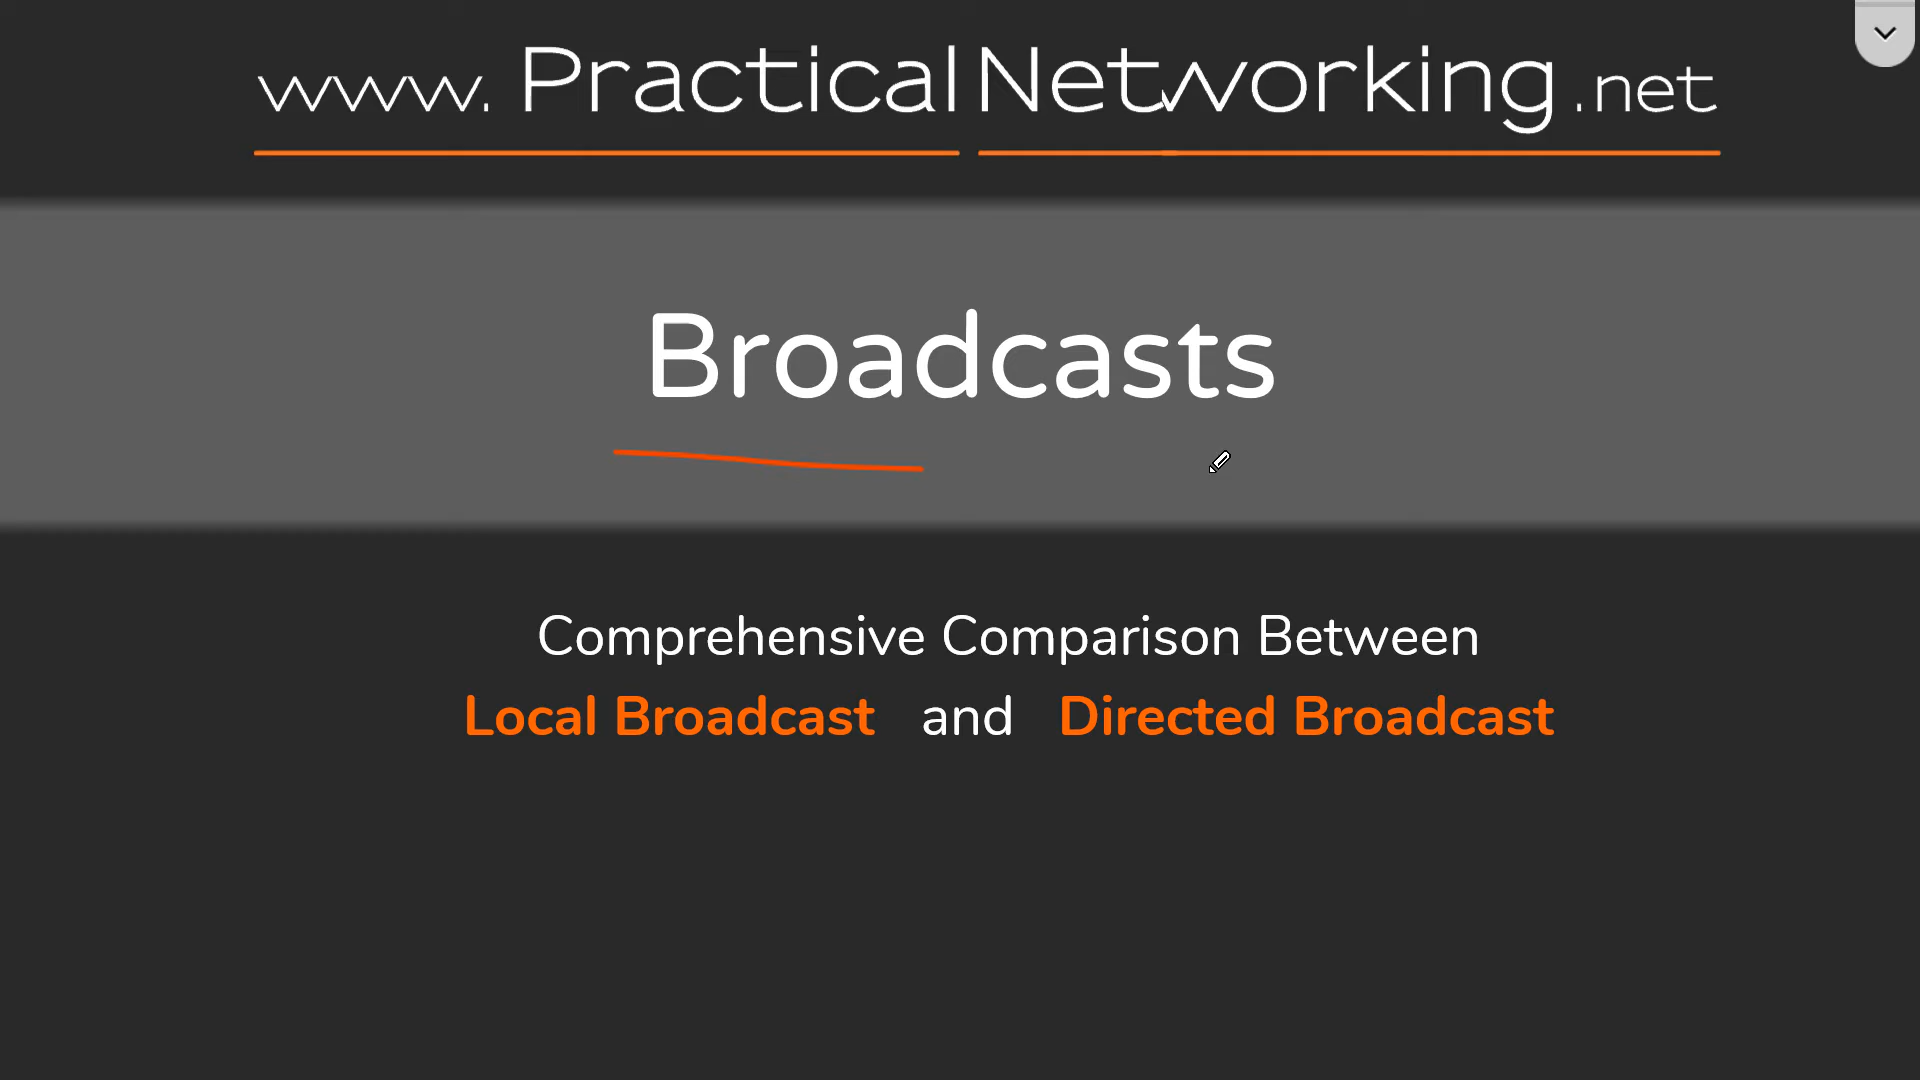 www. PracticalNetworking .net
Broadcasts
Comprehensive Comparison Between
Local Broadcast and Directed Broadcast